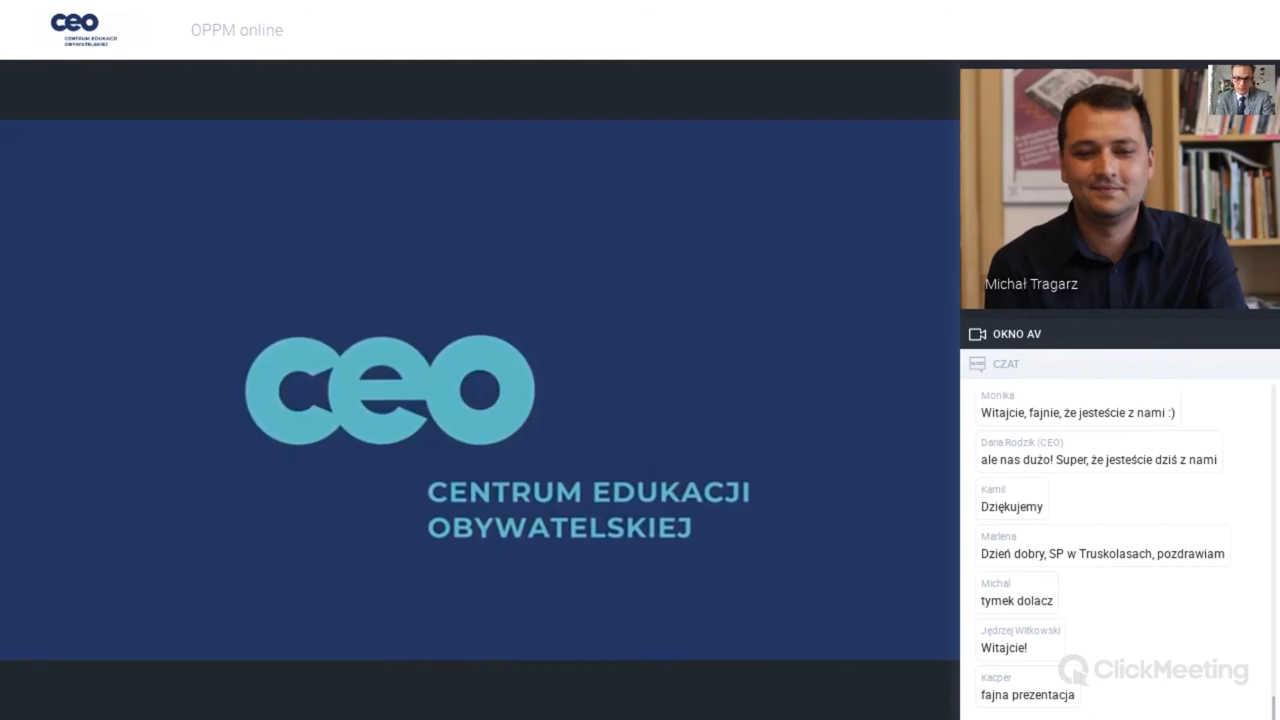 ceo
CENTRUM EDUKACJI
OBYWATELSKIEJ
OPPM online
ceo
CENTRUM EDUKACJI
OBYWATELSKIEJ
Michał Tragarz
OKNO AV
CZAT
Monika
Witajcie, fajnie, że jesteście z nami :)
Daria Rodzik (CEO)
ale nas dużo! Super, że jesteście dziś z nami
Kamil
Dziękujemy
Marlena
Dzień dobry, SP w Truskolasach, pozdrawiam
Michal
tymek dolacz
Jędrzej Witkowski
Witajcie!
Kacper
fajna prezentacja
ClickMeeting